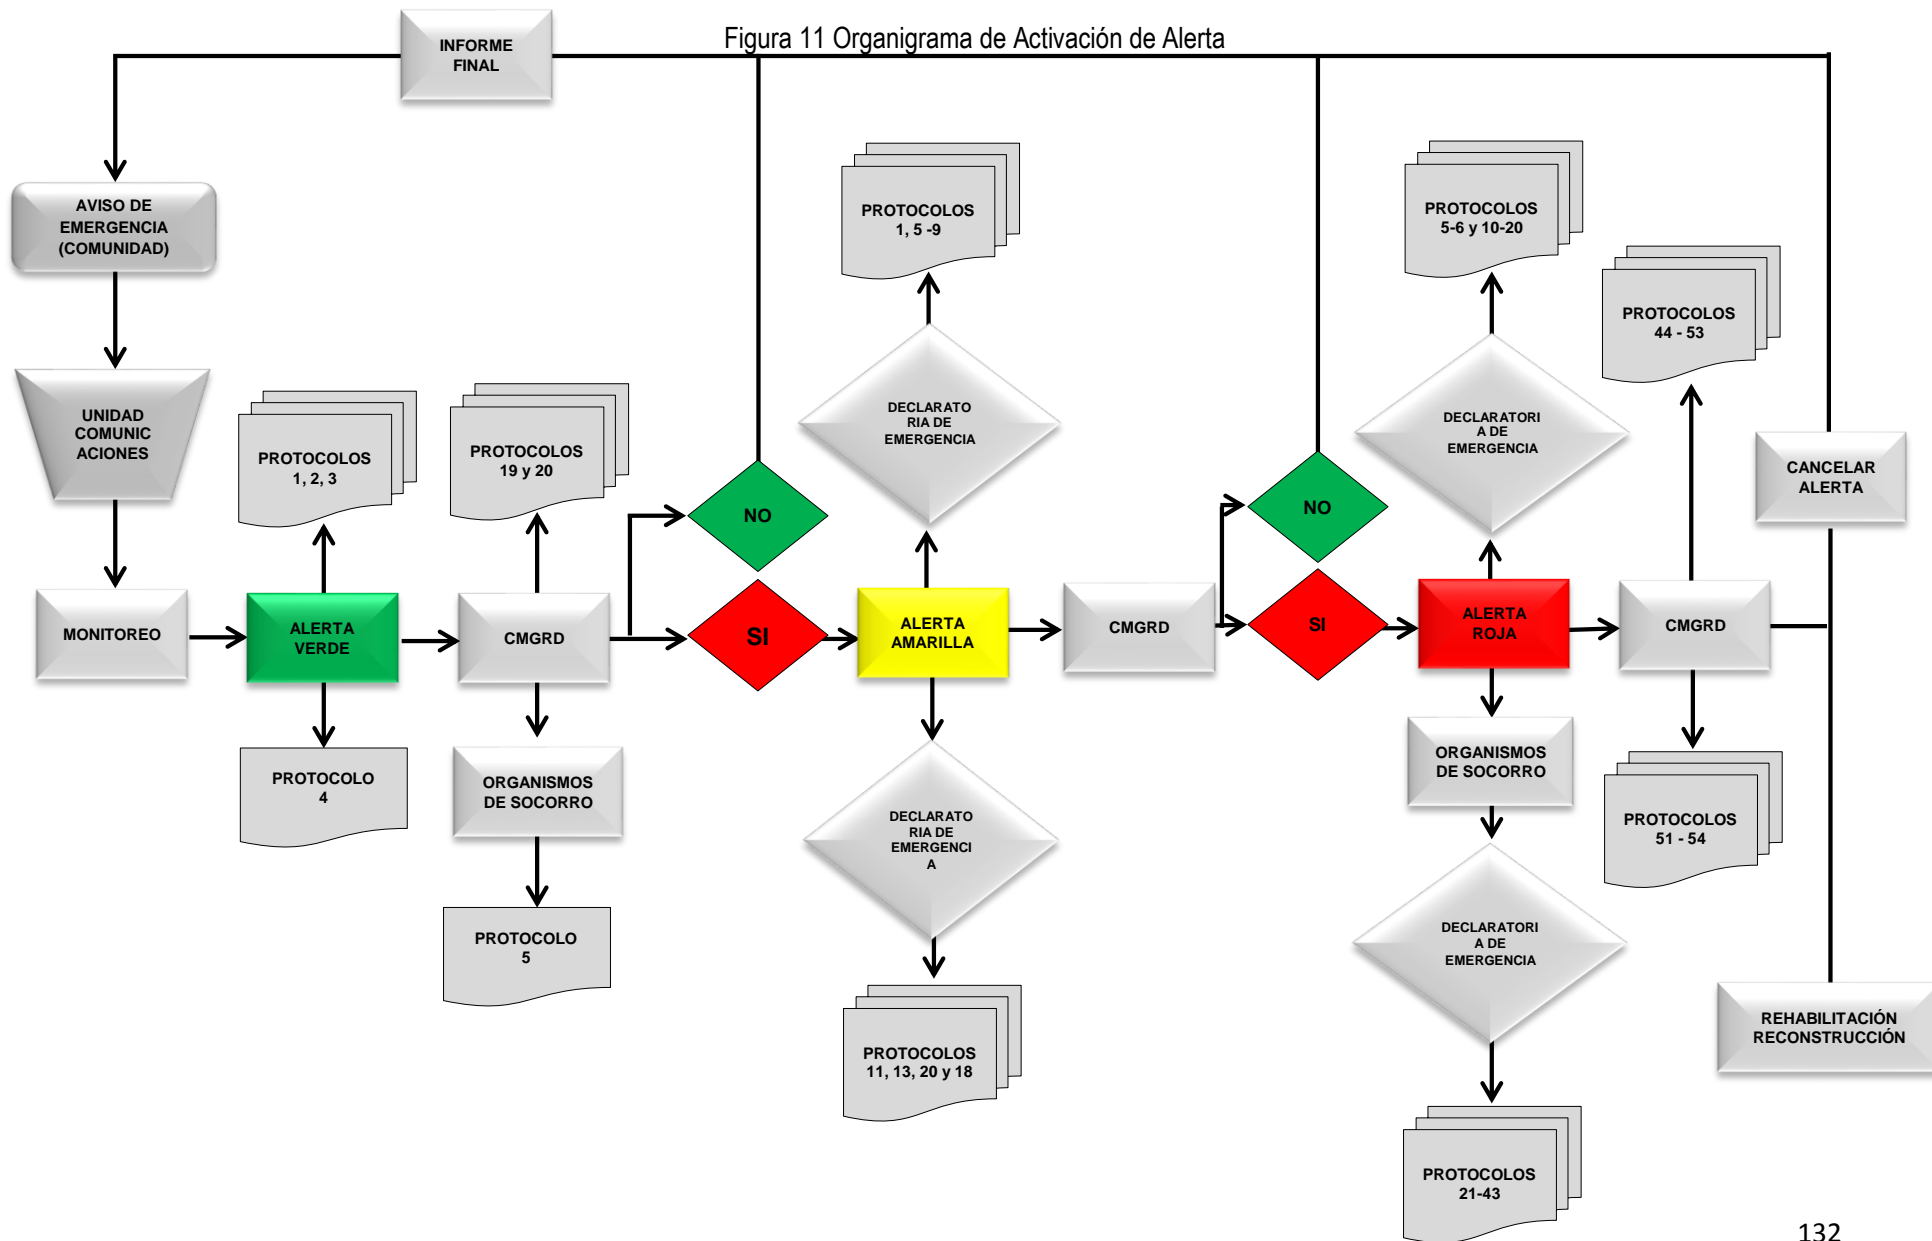 Figura 11 Organigrama de Activación de Alerta
INFORME
FINAL
AVISO DE
EMERGENCIA
(COMUNIDAD)
UNIDAD
COMUNIC
ACIONES
MONITOREO
PROTOCOLOS
1, 2, 3
ALERTA
VERDE
PROTOCOLO
4
PROTOCOLOS
19 y 20
CMGRD
ORGANISMOS
DE SOCORRO
PROTOCOLO
5
NO
SI
PROTOCOLOS
1, 5 -9
DECLARATO
RIA DE
EMERGENCIA
ALERTA
AMARILLA
DECLARATO
RIA DE
EMERGENCI
A
PROTOCOLOS
11, 13, 20 y 18
CMGRD
NO
SI
PROTOCOLOS
5-6 y 10-20
DECLARATORI
A DE
EMERGENCIA
ALERTA
ROJA
ORGANISMOS
DE SOCORRO
DECLARATORI
A DE
EMERGENCIA
PROTOCOLOS
21-43
PROTOCOLOS
44 - 53
CMGRD
PROTOCOLOS
51 - 54
CANCELAR
ALERTA
REHABILITACIÓN
RECONSTRUCCIÓN
132